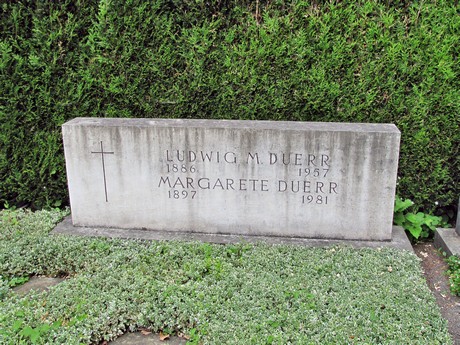 LUDWIG M. DUERR
1886 1957
MARGARETE DUERR
1897 1981